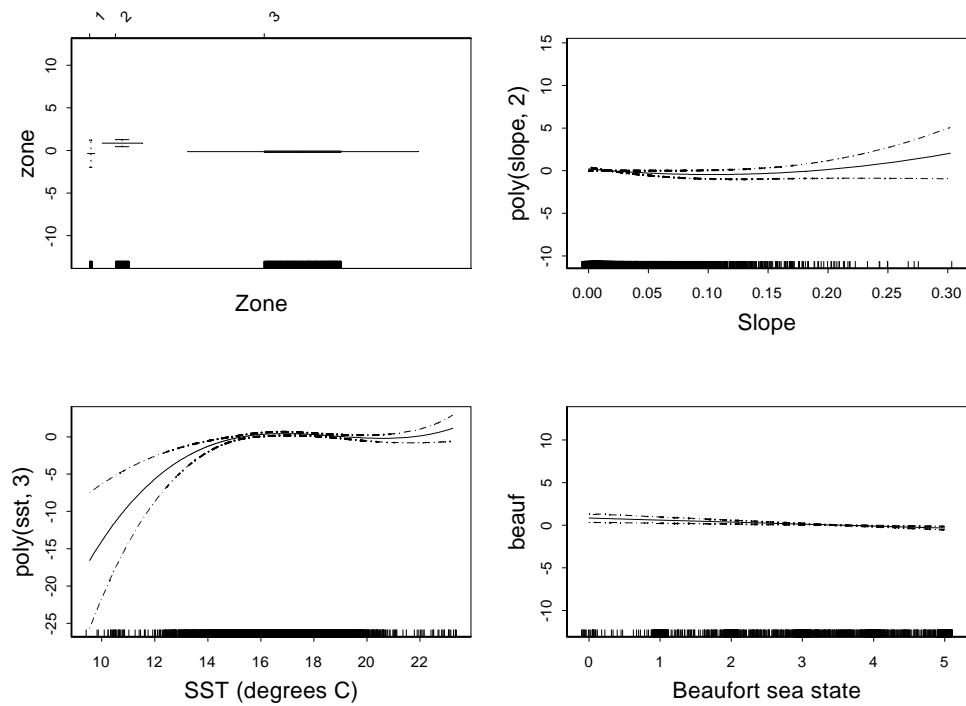 1 2 3
zone
10
5
0
-5
-10
Zone
poly(slope, 2)
15
10
5
0
-5
-10
0.00 0.05 0.10 0.15 0.20 0.25 0.30
Slope
poly(sst, 3)
0
-5
-10
-15
-20
-25
10 12 14 16 18 20 22
SST (degrees C)
beauf
10
5
0
-5
-10
0 1 2 3 4 5
Beaufort sea state